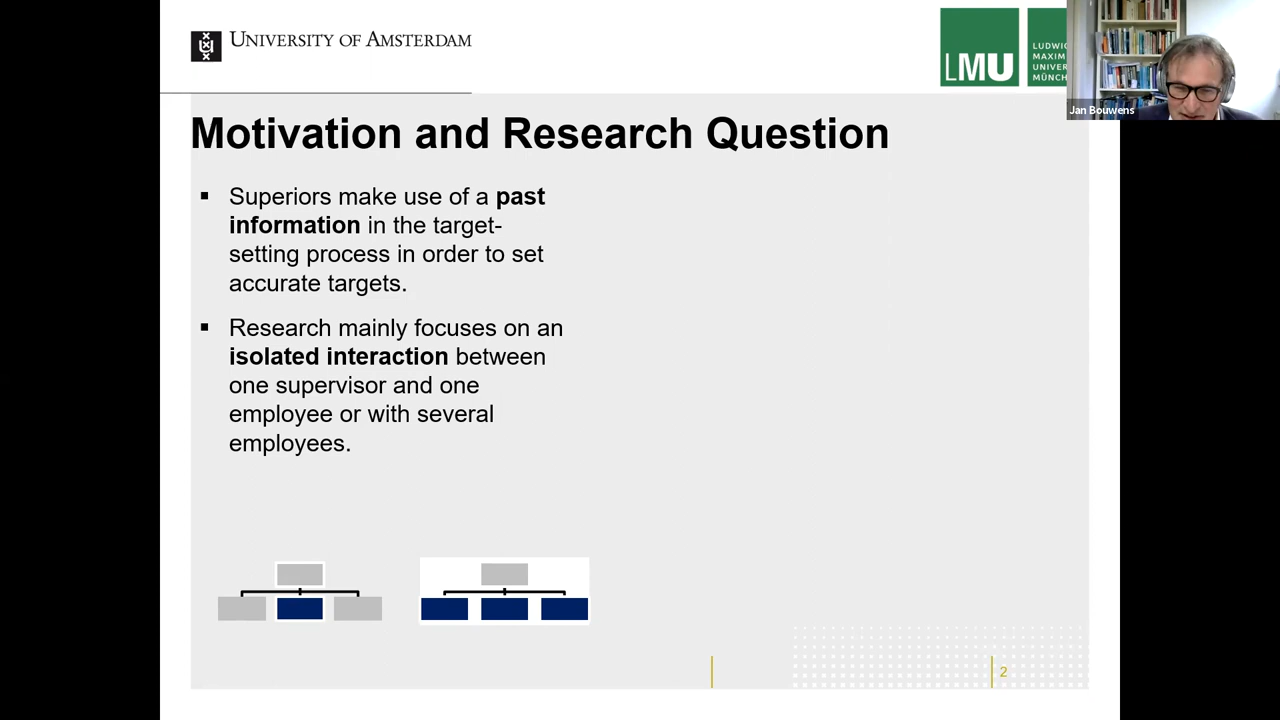 UNIVERSITY OF AMSTERDAM
LMU
LUDWIG
MAXIM
UNIVER
MÜNCH
Jan Bouwens
Motivation and Research Question
▪ Superiors make use of a past
information in the target-
setting process in order to set
accurate targets.
▪ Research mainly focuses on an
isolated interaction between
one supervisor and one
employee or with several
employees.
2